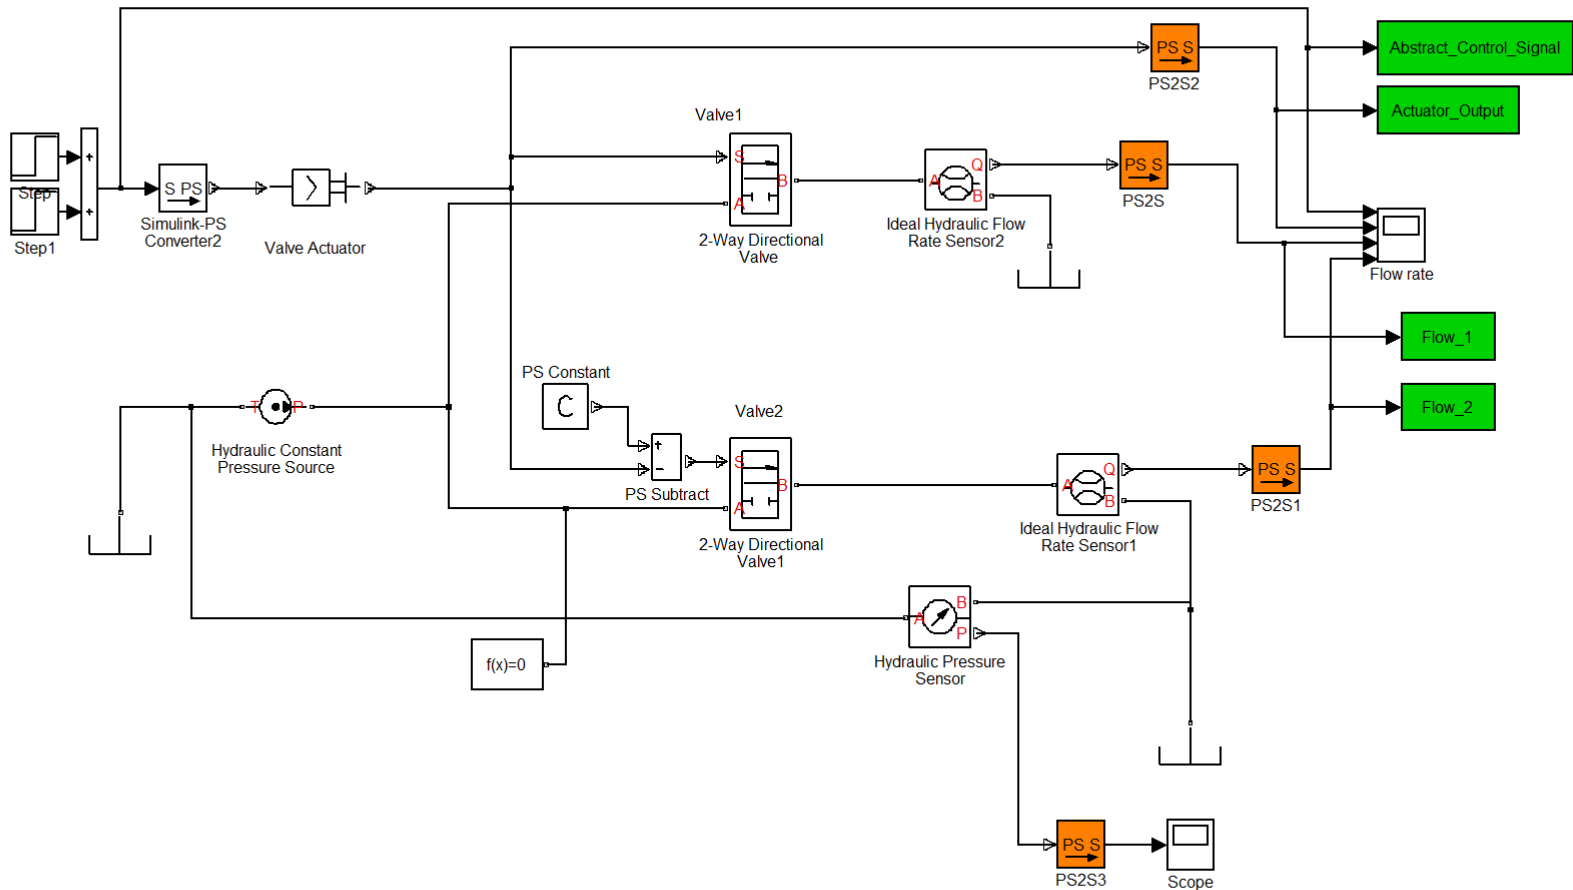 Abstract_Control_Signal
PS S
PS2S2
Actuator_Output
Valve1
Step
+
+
S PS
Simulink-PS
Converter2
Step1
Valve Actuator
S
B
A
2-Way Directional
Valve
A
Q
B
Ideal Hydraulic Flow
Rate Sensor2
PS S
PS2S
Flow rate
Flow_1
PS Constant
C
T
P
Hydraulic Constant
Pressure Source
Valve2
Flow_2
+
-
PS Subtract
S
B
A
2-Way Directional
Valve1
A
Q
B
Ideal Hydraulic Flow
Rate Sensor1
PS S
PS2S1
f(x)=0
A
B
P
Hydraulic Pressure
Sensor
PS S
PS2S3
Scope